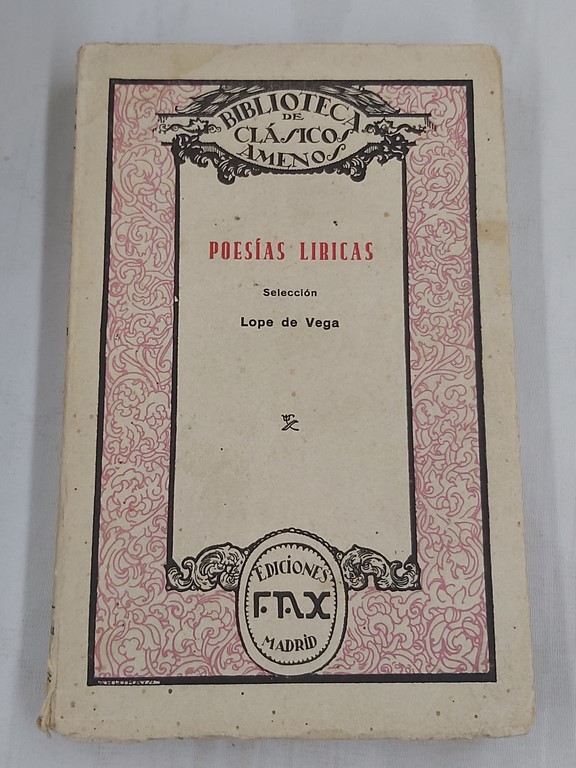 BIBLIOTECA
DE
CLÁSICOS
AMENOS
POESÍAS LIRICAS
Selección
Lope de Vega
EDICIONES
FAX
MADRID